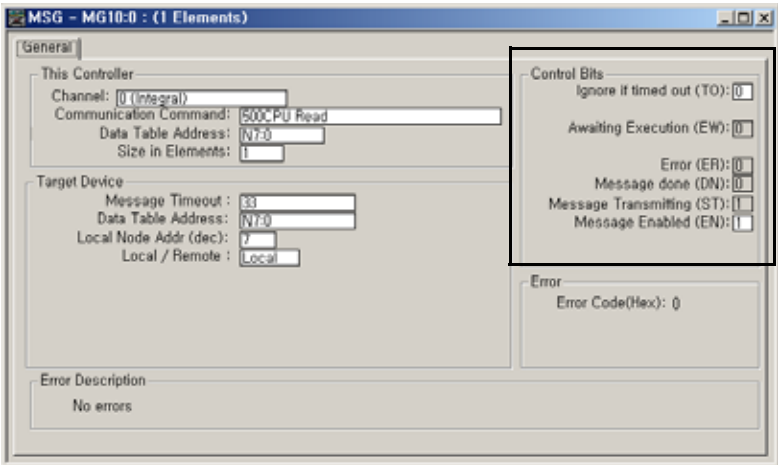 MSG - MG10:0 : (1 Elements)
General
This Controller
Channel: 0 (Integral)
Communication Command: 500CPU Read
Data Table Address: N7:0
Size in Elements: 1
Target Device
Message Timeout : 33
Data Table Address: N7:0
Local Node Addr (dec): 7
Local / Remote : Local
Control Bits
Ignore if timed out (TO): 0
Awaiting Execution (EW): 0
Error (ER): 0
Message done (DN): 0
Message Transmitting (ST): 1
Message Enabled (EN): 1
Error
Error Code(Hex): 0
Error Description
No errors